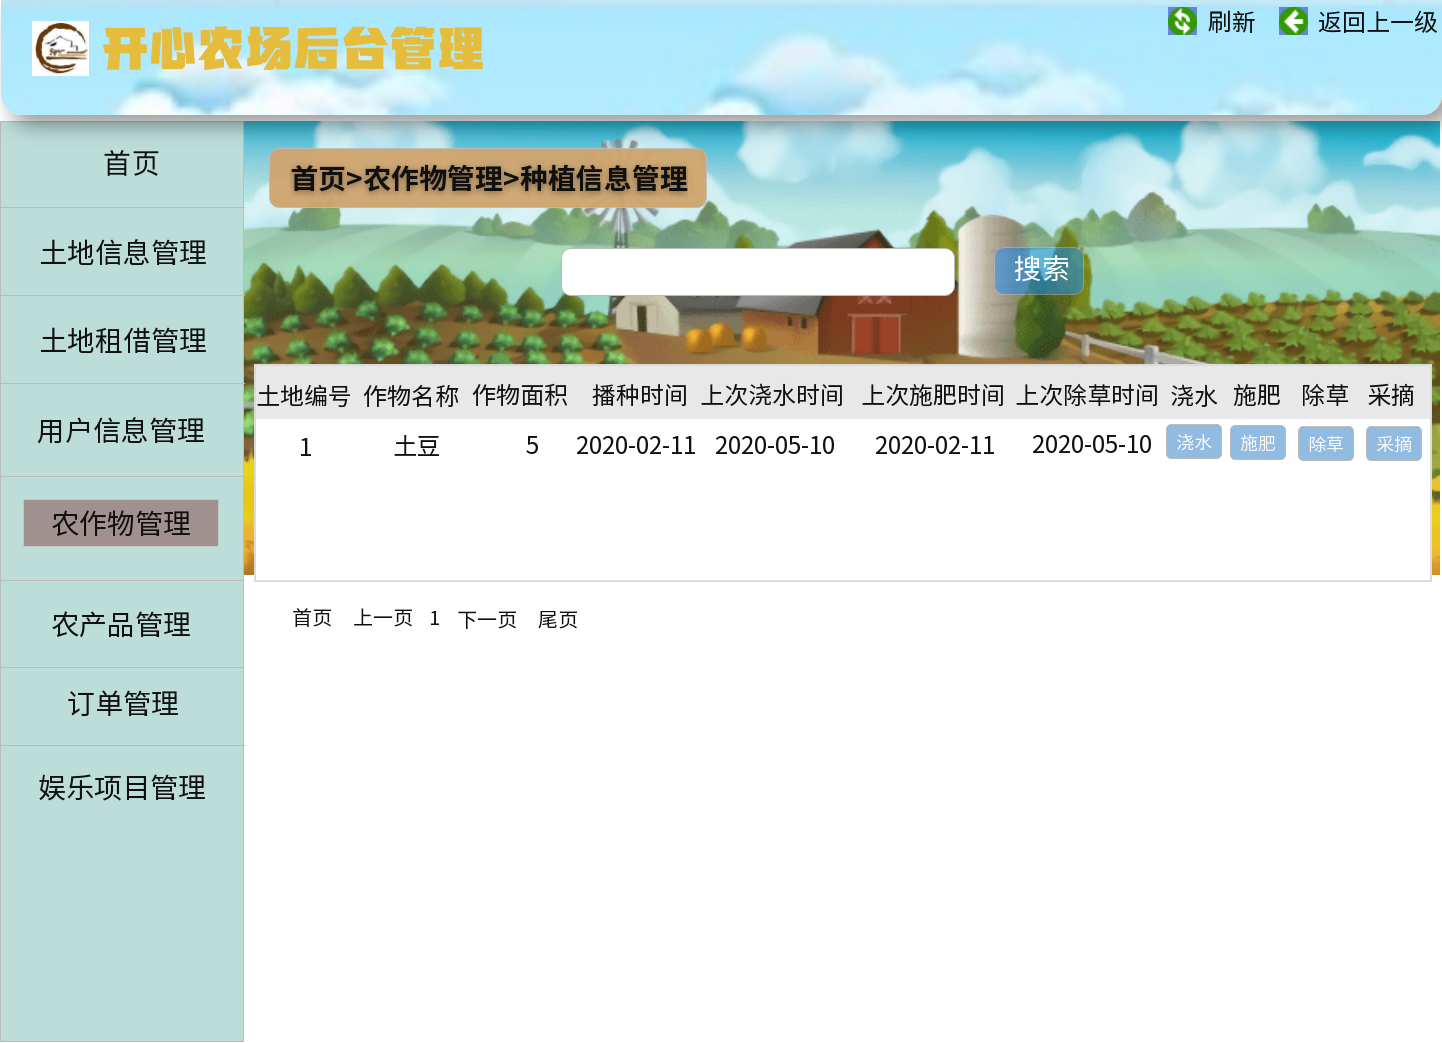 开心农场后台管理
刷新 返回上一级
首页
土地信息管理
土地租借管理
用户信息管理
农作物管理
农产品管理
订单管理
娱乐项目管理
首页>农作物管理>种植信息管理
搜索
土地编号 作物名称 作物面积 播种时间 上次浇水时间 上次施肥时间 上次除草时间 浇水 施肥 除草 采摘
1 土豆 5 2020-02-11 2020-05-10 2020-02-11 2020-05-10 浇水 施肥 除草 采摘
首页 上一页 1 下一页 尾页